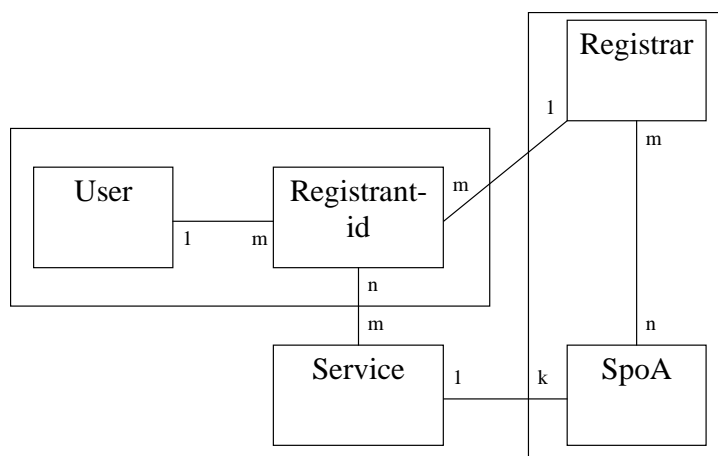 Registrar
1
m
User
Registrant-
id
m
1
m
n
m
n
Service
SpoA
1
k